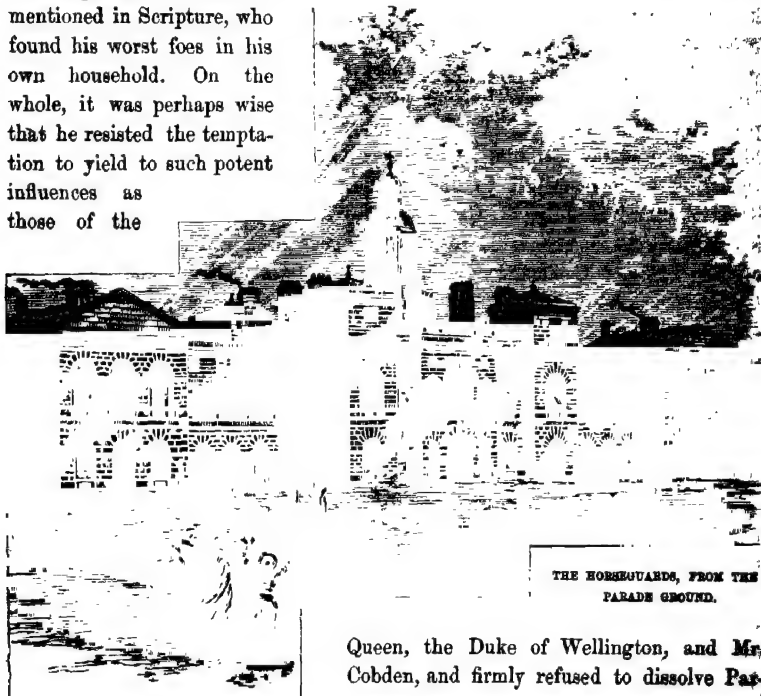 mentioned in Scripture, who
found his worst foes in his
own household. On the
whole, it was perhaps wise
that he resisted the tempta-
tion to yield to such potent
influences as
those of the
THE HORSEGUARDS, FROM THE
PARADE GROUND.
Queen, the Duke of Wellington, and Mr.
Cobden, and firmly refused to dissolve Par-